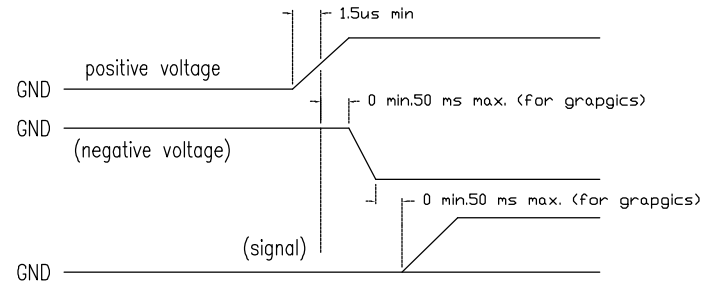 1.5us min
positive voltage
GND
0 min.50 ms max. (for grapgics)
GND
(negative voltage)
0 min.50 ms max. (for grapgics)
(signal)
GND